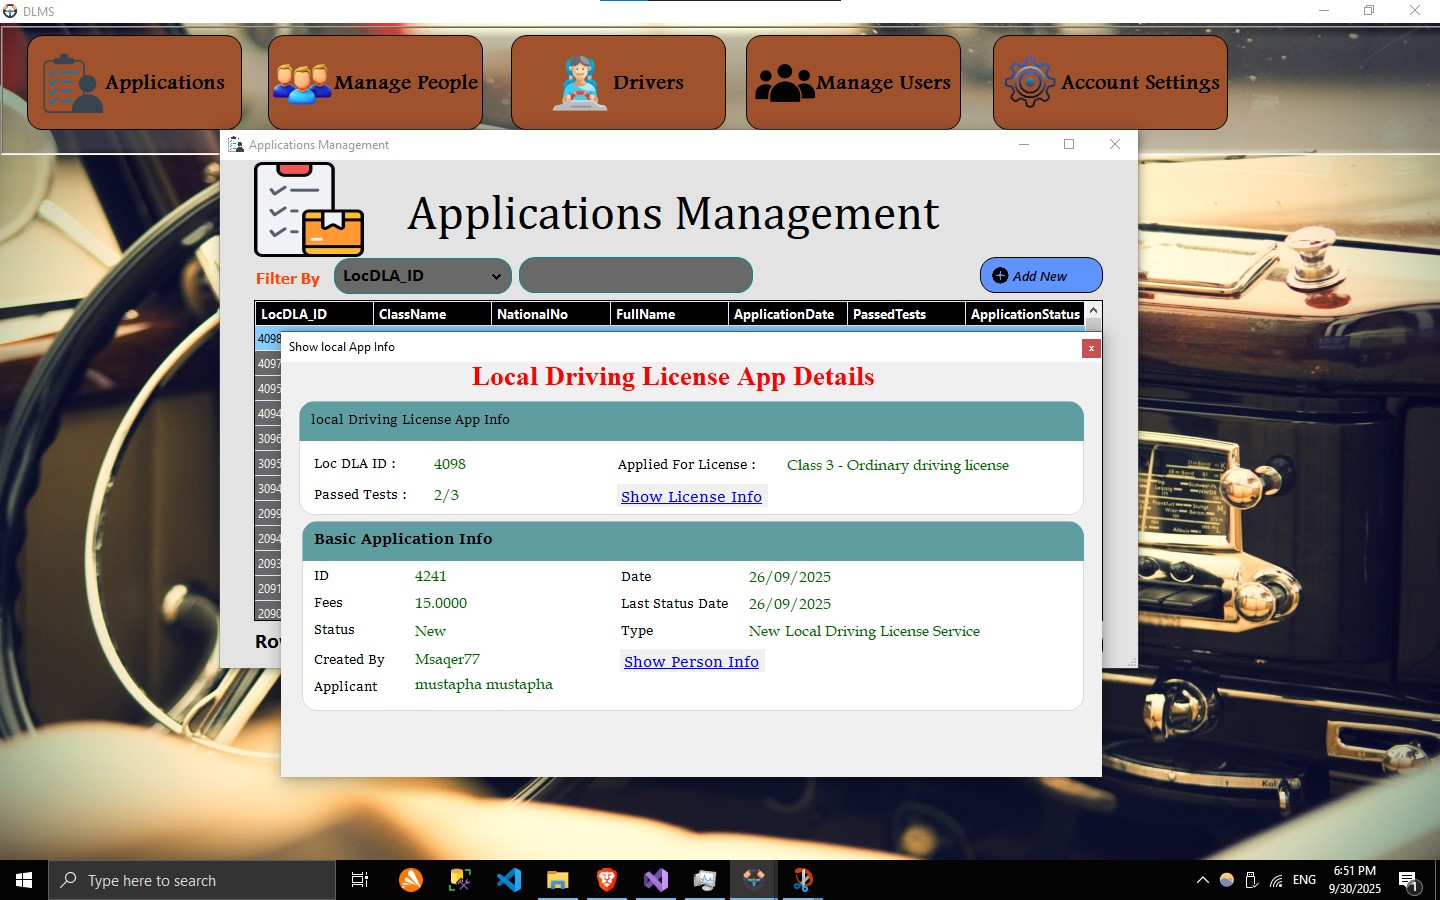 DLMS
Applications
Manage People
Drivers
Manage Users
Account Settings
Applications Management
Applications Management
Filter By
LocDLA_ID
Add New
LocDLA_ID ClassName NationalNo FullName ApplicationDate PassedTests ApplicationStatus
4098
4097
4095
4094
3096
3095
3094
2099
2094
2093
2091
2090
Show local App Info
x
Local Driving License App Details
local Driving License App Info
Loc DLA ID : 4098 Applied For License : Class 3 - Ordinary driving license
Passed Tests : 2/3 Show License Info
Basic Application Info
ID 4241 Date 26/09/2025
Fees 15.0000 Last Status Date 26/09/2025
Status New Type New Local Driving License Service
Created By Msaqer77 Show Person Info
Applicant mustapha mustapha
Type here to search
ENG
6:51 PM
9/30/2025
1